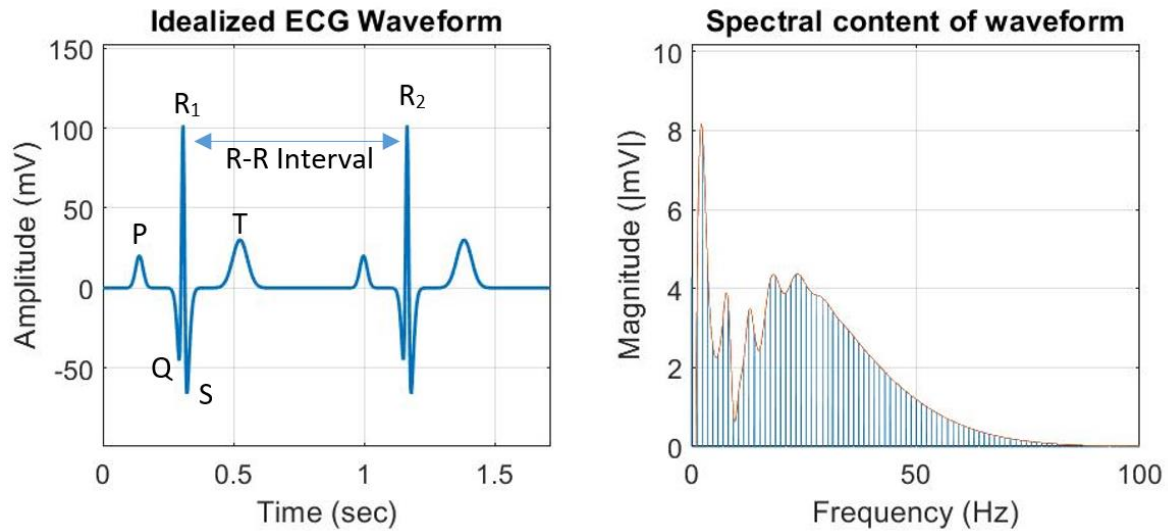 Idealized ECG Waveform
150
100
50
0
-50
Amplitude (mV)
R1
R2
R-R Interval
P
T
Q
S
0
0.5
1
1.5
Time (sec)
Spectral content of waveform
10
8
6
4
2
0
Magnitude (|mV|)
0
50
100
Frequency (Hz)